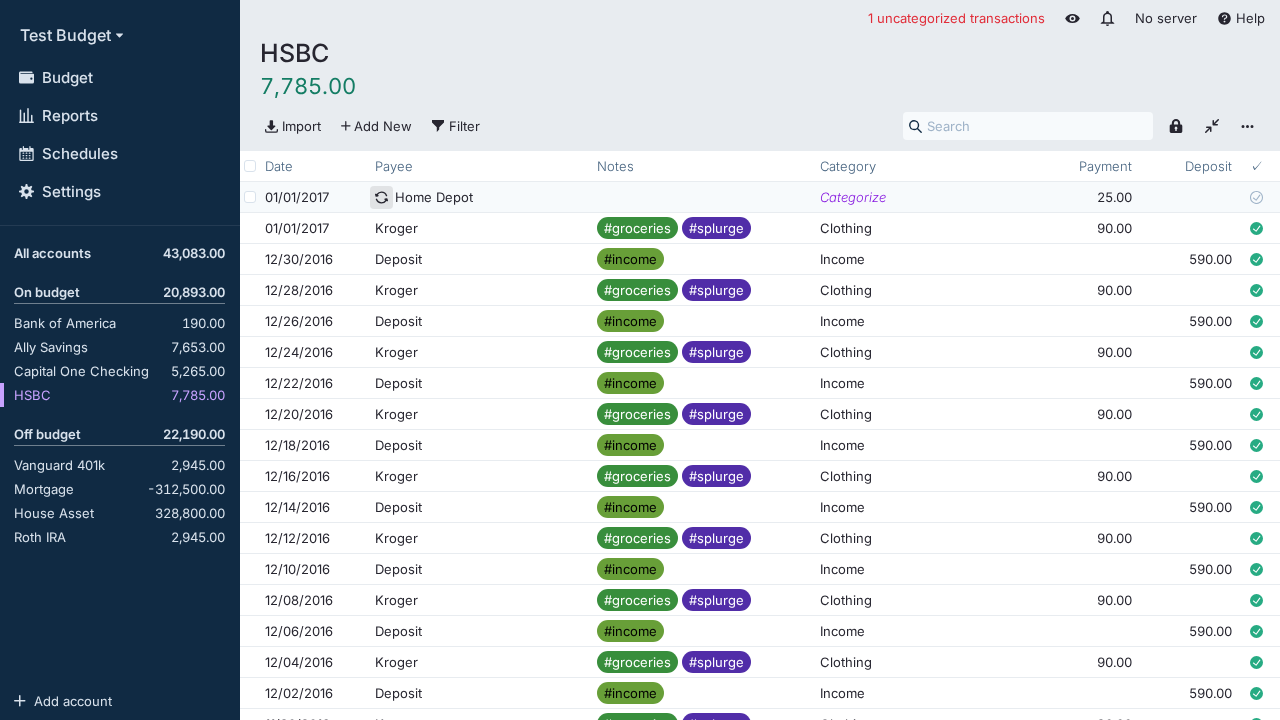 Test Budget
Budget
Reports
Schedules
Settings
All accounts 43,083.00
On budget 20,893.00
Bank of America 190.00
Ally Savings 7,653.00
Capital One Checking 5,265.00
HSBC 7,785.00
Off budget 22,190.00
Vanguard 401k 2,945.00
Mortgage -312,500.00
House Asset 328,800.00
Roth IRA 2,945.00
Add account
1 uncategorized transactions No server Help
HSBC
7,785.00
Import Add New Filter Search
Date Payee Notes Category Payment Deposit ✓
01/01/2017 Home Depot Categorize 25.00
01/01/2017 Kroger #groceries #splurge Clothing 90.00
12/30/2016 Deposit #income Income 590.00
12/28/2016 Kroger #groceries #splurge Clothing 90.00
12/26/2016 Deposit #income Income 590.00
12/24/2016 Kroger #groceries #splurge Clothing 90.00
12/22/2016 Deposit #income Income 590.00
12/20/2016 Kroger #groceries #splurge Clothing 90.00
12/18/2016 Deposit #income Income 590.00
12/16/2016 Kroger #groceries #splurge Clothing 90.00
12/14/2016 Deposit #income Income 590.00
12/12/2016 Kroger #groceries #splurge Clothing 90.00
12/10/2016 Deposit #income Income 590.00
12/08/2016 Kroger #groceries #splurge Clothing 90.00
12/06/2016 Deposit #income Income 590.00
12/04/2016 Kroger #groceries #splurge Clothing 90.00
12/02/2016 Deposit #income Income 590.00